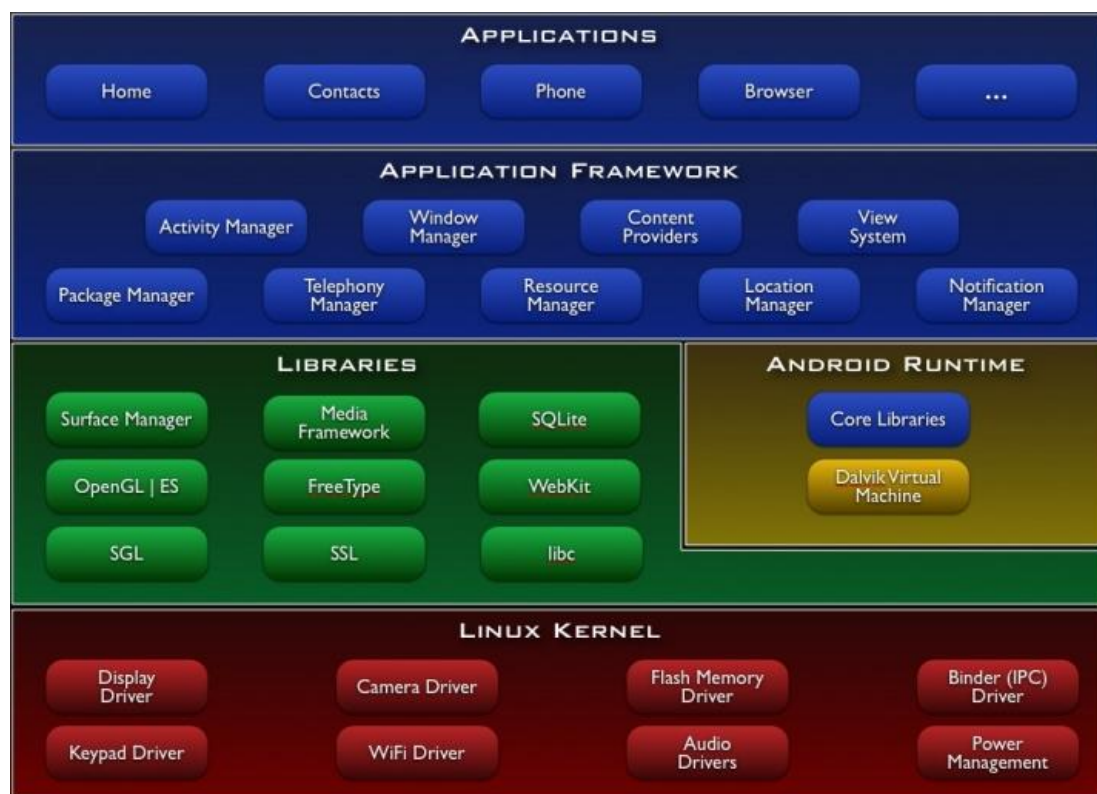 APPLICATIONS
Home
Contacts
Phone
Browser
...
APPLICATION FRAMEWORK
Activity Manager
Window
Manager
Content
Providers
View
System
Package Manager
Telephony
Manager
Resource
Manager
Location
Manager
Notification
Manager
LIBRARIES
Surface Manager
Media
Framework
SQLite
OpenGL | ES
FreeType
WebKit
SGL
SSL
libc
ANDROID RUNTIME
Core Libraries
Dalvik Virtual
Machine
LINUX KERNEL
Display
Driver
Camera Driver
Flash Memory
Driver
Binder (IPC)
Driver
Keypad Driver
WiFi Driver
Audio
Drivers
Power
Management